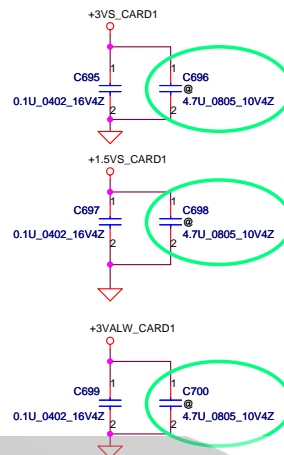 +3VS_CARD1
1 1
C695 C696
@
0.1U_0402_16V4Z 4.7U_0805_10V4Z
2 2
+1.5VS_CARD1
1 1
C697 C698
@
0.1U_0402_16V4Z 4.7U_0805_10V4Z
2 2
+3VALW_CARD1
1 1
C699 C700
@
0.1U_0402_16V4Z 4.7U_0805_10V4Z
2 2